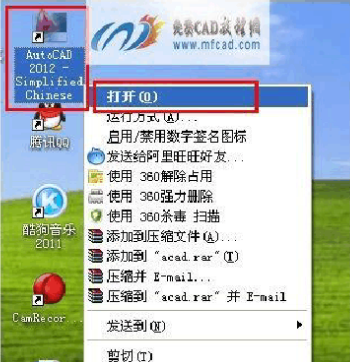 免费CAD教程网
www.mfcad.com
AutoCAD
2012 -
Simplified
Chinese
腾讯QQ
酷狗音乐
2011
CamRecor...
打开(O)
运行方式(A)...
启用/禁用数字签名图标
发送给阿里旺旺好友...
使用 360解除占用
使用 360强力删除
使用 360杀毒 扫描
添加到压缩文件(A)...
添加到 "acad.rar"(T)
压缩并 E-mail...
压缩到 "acad.rar" 并 E-mail
发送到(N)
剪切(T)